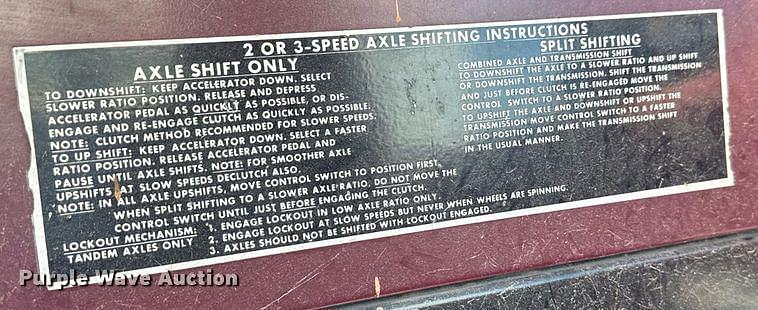 2 OR 3-SPEED AXLE SHIFTING INSTRUCTIONS
AXLE SHIFT ONLY
TO DOWNSHIFT: KEEP ACCELERATOR DOWN. SELECT
SLOWER RATIO POSITION. RELEASE AND DEPRESS
ACCELERATOR PEDAL AS QUICKLY AS POSSIBLE, OR DIS-
ENGAGE AND RE-ENGAGE CLUTCH AS QUICKLY AS POSSIBLE.
NOTE: CLUTCH METHOD RECOMMENDED FOR SLOWER SPEEDS.
TO UP SHIFT: KEEP ACCELERATOR DOWN. SELECT A FASTER
RATIO POSITION. RELEASE ACCELERATOR PEDAL AND
PAUSE UNTIL AXLE SHIFTS. NOTE: FOR SMOOTHER AXLE
UPSHIFTS AT SLOW SPEEDS DECLUTCH ALSO.
SPLIT SHIFTING
COMBINED AXLE AND TRANSMISSION SHIFT
TO DOWNSHIFT THE AXLE TO A SLOWER RATIO AND UP SHIFT
OR DOWNSHIFT THE TRANSMISSION. SHIFT THE TRANSMISSION
AND JUST BEFORE CLUTCH IS RE-ENGAGED MOVE THE
CONTROL SWITCH TO A SLOWER RATIO POSITION.
TO UPSHIFT THE AXLE AND DOWNSHIFT OR UPSHIFT THE
TRANSMISSION MOVE CONTROL SWITCH TO A FASTER
RATIO POSITION AND MAKE THE TRANSMISSION SHIFT
IN THE USUAL MANNER.
NOTE: IN ALL AXLE UPSHIFTS, MOVE CONTROL SWITCH TO POSITION FIRST.
WHEN SPLIT SHIFTING TO A SLOWER AXLE RATIO, DO NOT MOVE THE
CONTROL SWITCH UNTIL JUST BEFORE ENGAGING THE CLUTCH.
LOCKOUT MECHANISM: 1. ENGAGE LOCKOUT IN LOW AXLE RATIO ONLY.
TANDEM AXLES ONLY 2. ENGAGE LOCKOUT AT SLOW SPEEDS BUT NEVER WHEN WHEELS ARE SPINNING.
3. AXLES SHOULD NOT BE SHIFTED WITH LOCKOUT ENGAGED.
Purple Wave Auction